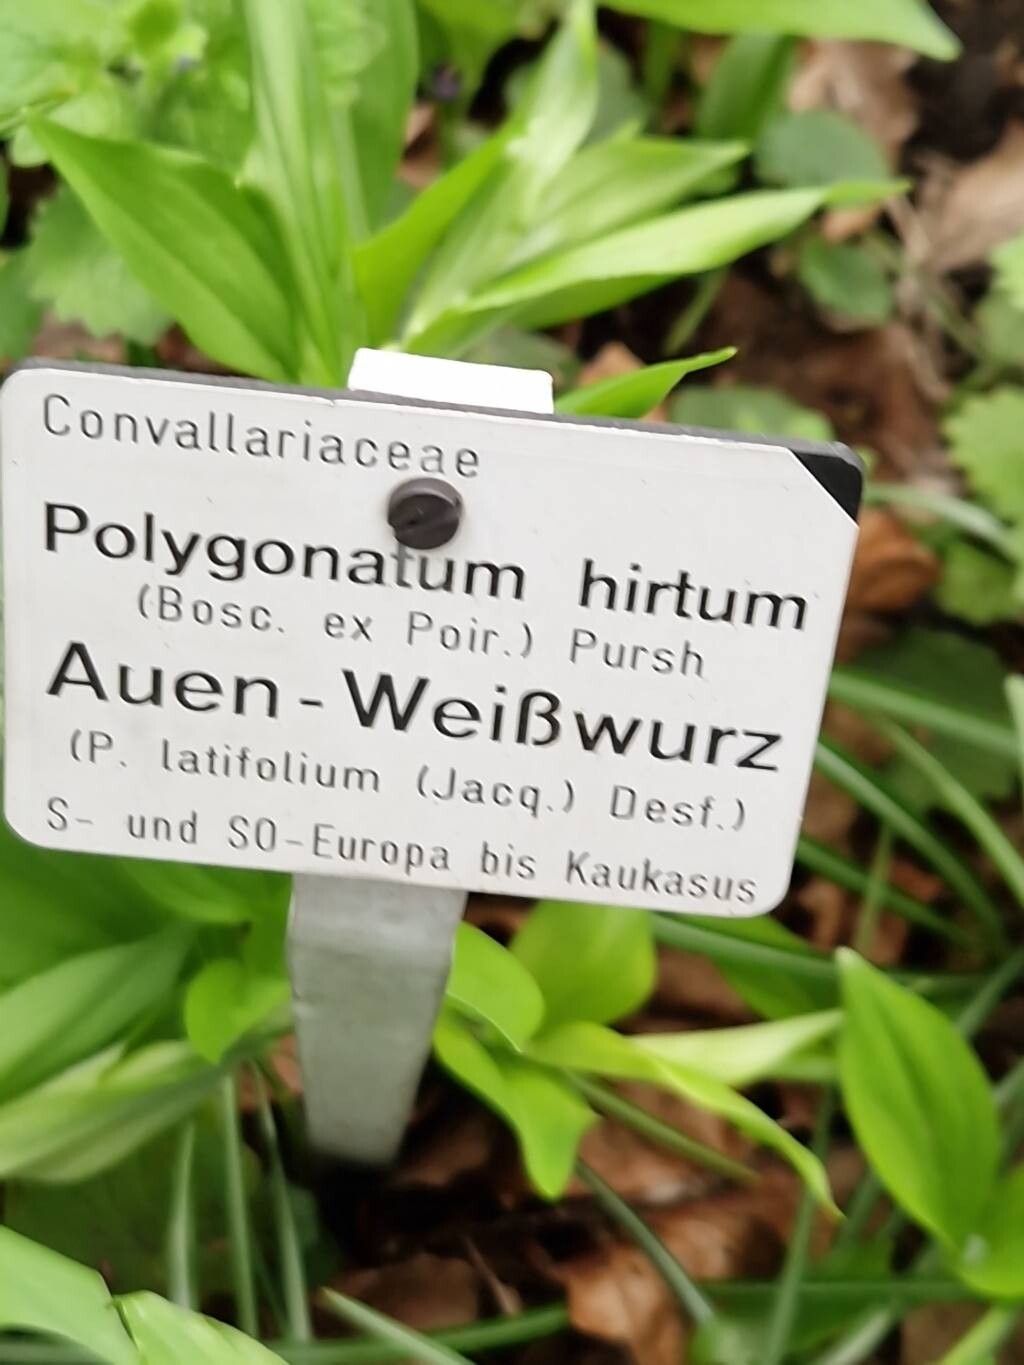 Convallariaceae
Polygonatum hirtum
(Bosc. ex Poir.) Pursh
Auen-Weißwurz
(P. latifolium (Jacq.) Desf.)
S- und SO-Europa bis Kaukasus